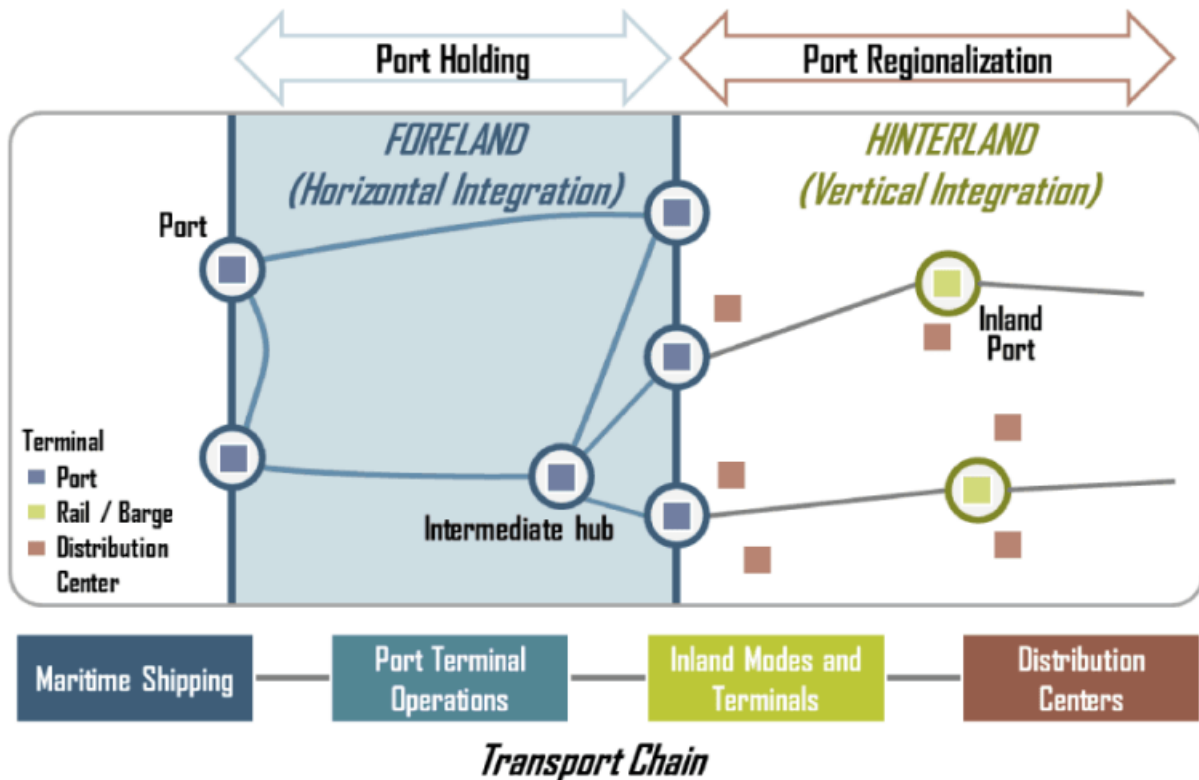 Port Holding
Port Regionalization
FORELAND
(Horizontal Integration)
HINTERLAND
(Vertical Integration)
Port
Inland
Port
Intermediate hub
Terminal
Port
Rail / Barge
Distribution
Center
Maritime Shipping
Port Terminal
Operations
Inland Modes and
Terminals
Distribution
Centers
Transport Chain